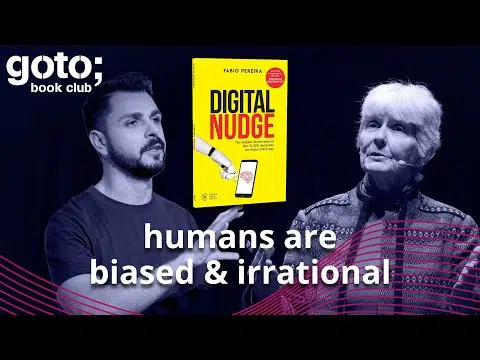 goto;
book club
FABIO PEREIRA
DIGITAL
NUDGE
humans are
biased & irrational